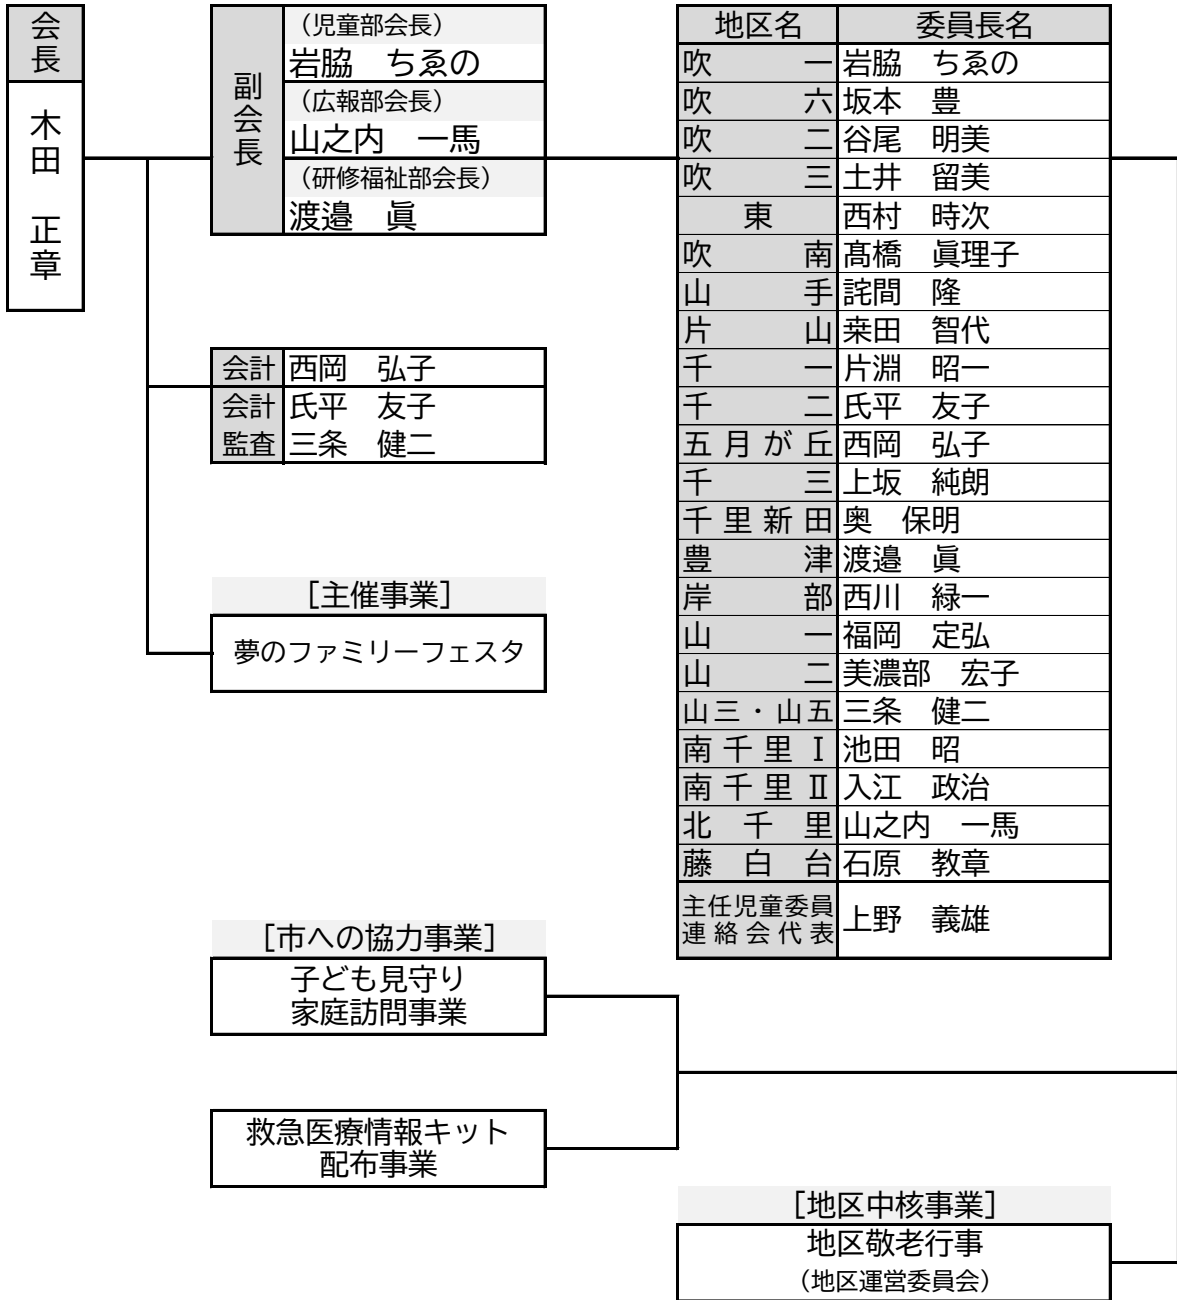 会長
木田　正章
副会長
（児童部会長）
岩脇　ちゑの
（広報部会長）
山之内　一馬
（研修福祉部会長）
渡邉　眞
会計 西岡　弘子
会計 氏平　友子
監査 三条　健二
［主催事業］
夢のファミリーフェスタ
地区名 委員長名
吹一 岩脇　ちゑの
吹六 坂本　豊
吹二 谷尾　明美
吹三 土井　留美
東 西村　時次
吹南 髙橋　眞理子
山手 詫間　隆
片山 桒田　智代
千一 片淵　昭一
千二 氏平　友子
五月が丘 西岡　弘子
千三 上坂　純朗
千里新田 奥　保明
豊津 渡邉　眞
岸部 西川　緑一
山一 福岡　定弘
山二 美濃部　宏子
山三・山五 三条　健二
南千里Ⅰ 池田　昭
南千里Ⅱ 入江　政治
北千里 山之内　一馬
藤白台 石原　教章
主任児童委員
連絡会代表
上野　義雄
［市への協力事業］
子ども見守り
家庭訪問事業
救急医療情報キット
配布事業
［地区中核事業］
地区敬老行事
（地区運営委員会）